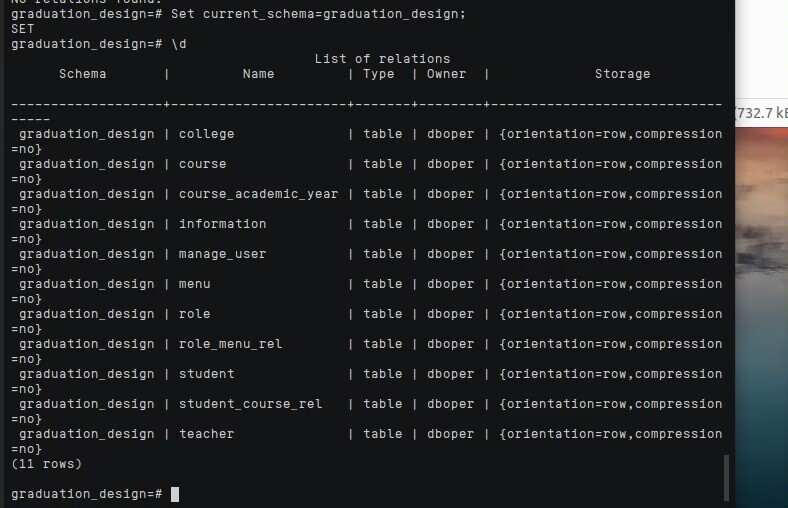 No relations found.
graduation_design=# Set current_schema=graduation_design;
SET
graduation_design=# \d
                                      List of relations
      Schema       |         Name         | Type  | Owner  |             Storage

-------------------+----------------------+-------+--------+-----------------------------
-----
 graduation_design | college              | table | dboper | {orientation=row,compression
=no}
 graduation_design | course               | table | dboper | {orientation=row,compression
=no}
 graduation_design | course_academic_year | table | dboper | {orientation=row,compression
=no}
 graduation_design | information          | table | dboper | {orientation=row,compression
=no}
 graduation_design | manage_user          | table | dboper | {orientation=row,compression
=no}
 graduation_design | menu                 | table | dboper | {orientation=row,compression
=no}
 graduation_design | role                 | table | dboper | {orientation=row,compression
=no}
 graduation_design | role_menu_rel        | table | dboper | {orientation=row,compression
=no}
 graduation_design | student              | table | dboper | {orientation=row,compression
=no}
 graduation_design | student_course_rel   | table | dboper | {orientation=row,compression
=no}
 graduation_design | teacher              | table | dboper | {orientation=row,compression
=no}
(11 rows)

graduation_design=#
(732.7 kB